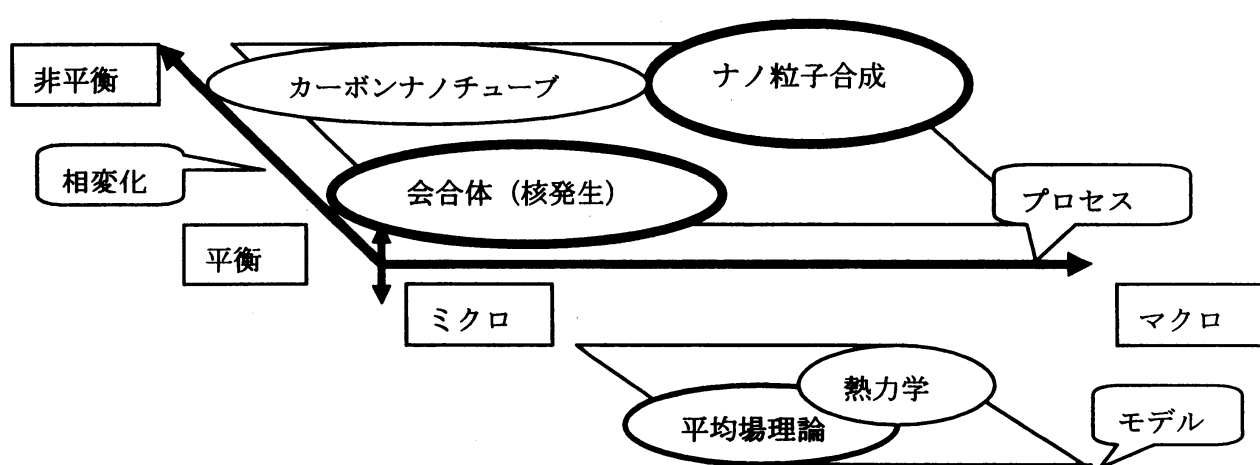 非平衡
カーボンナノチューブ
ナノ粒子合成
相変化
会合体（核発生）
プロセス
平衡
ミクロ
マクロ
熱力学
平均場理論
モデル